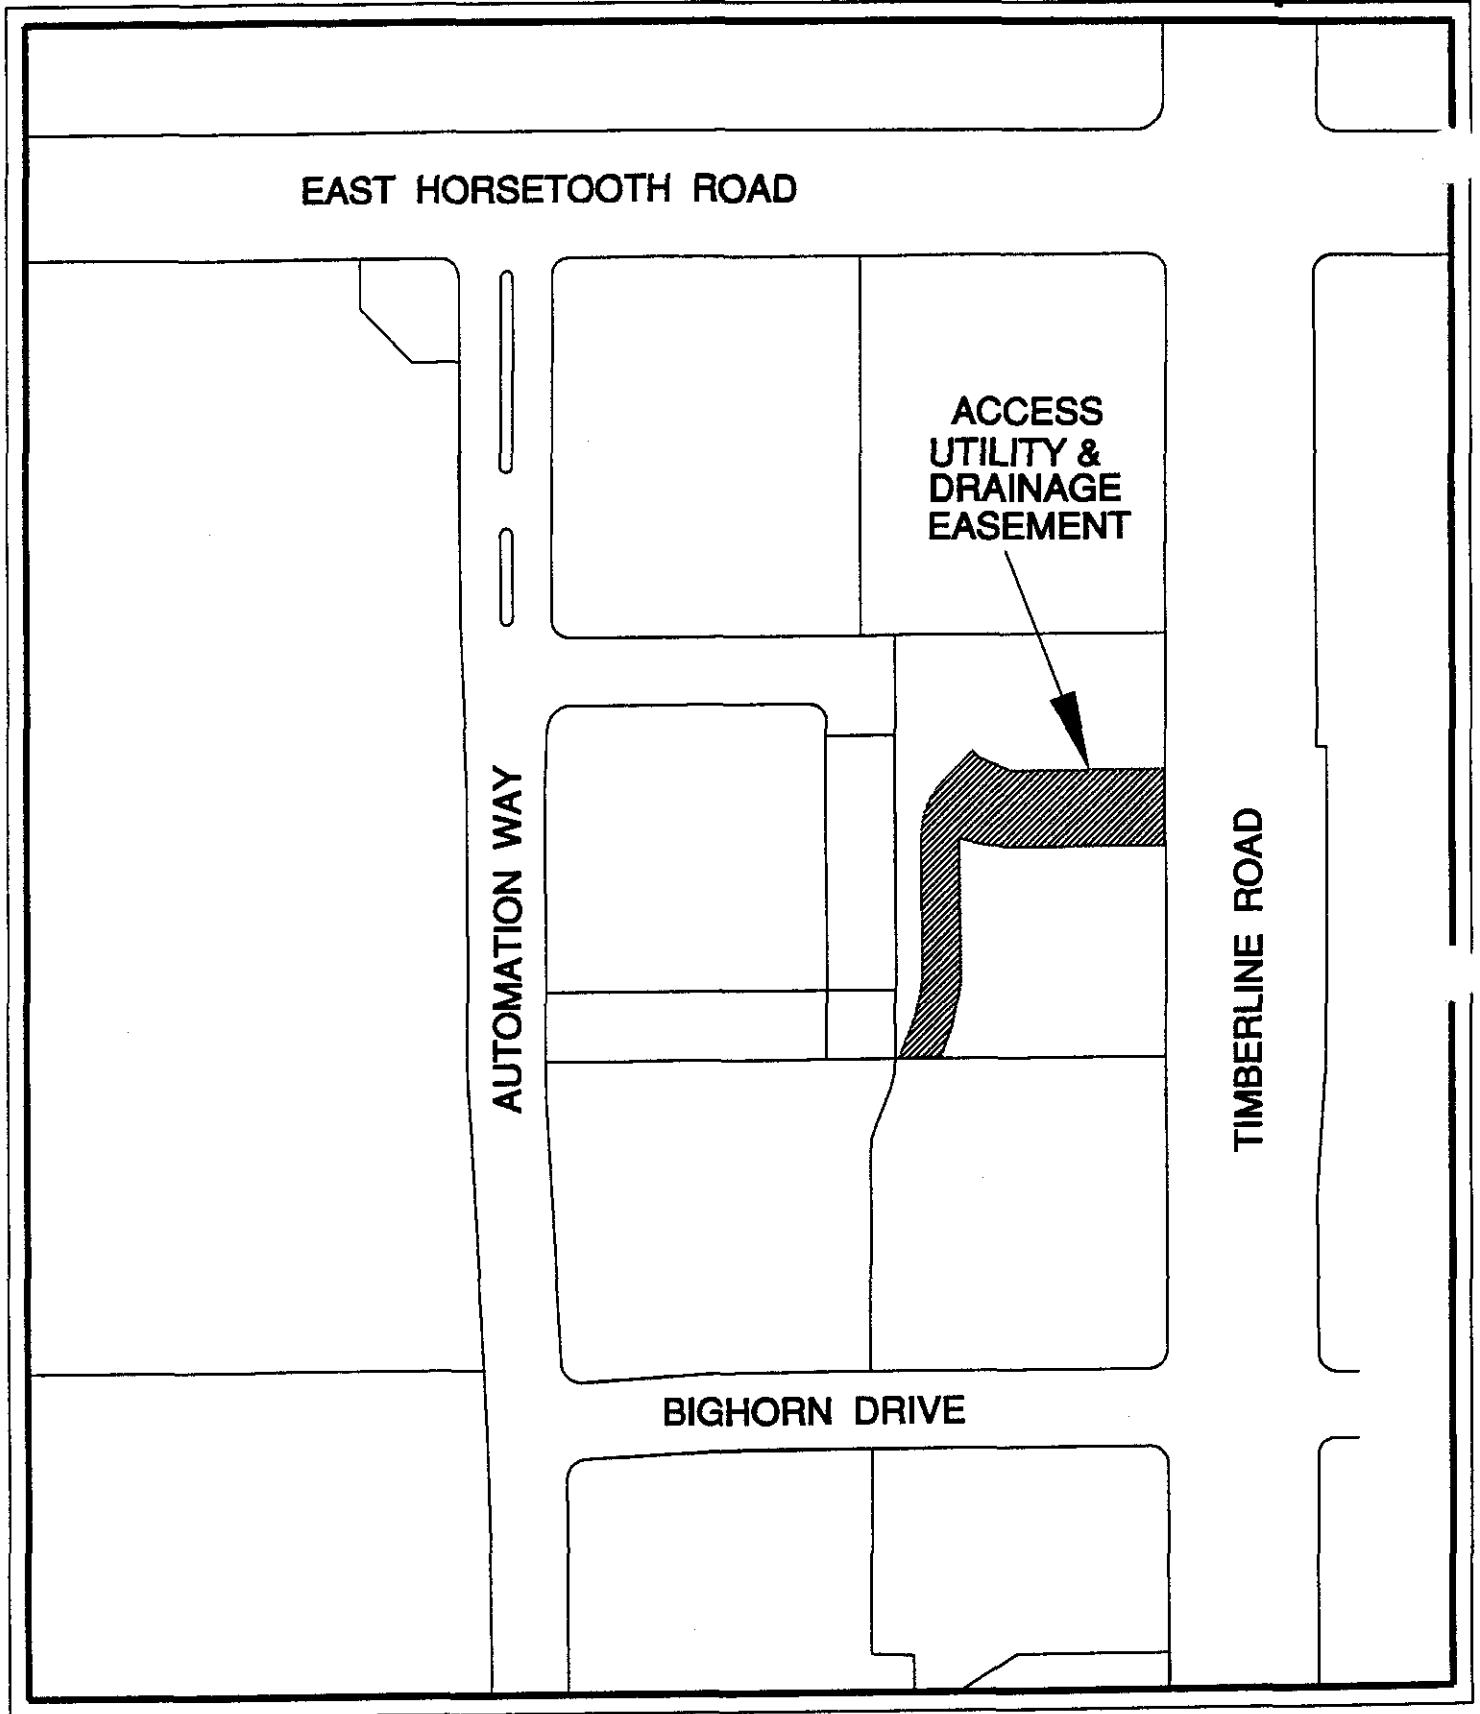 EAST HORSETOOTH ROAD
ACCESS
UTILITY &
DRAINAGE
EASEMENT
AUTOMATION WAY
TIMBERLINE ROAD
BIGHORN DRIVE